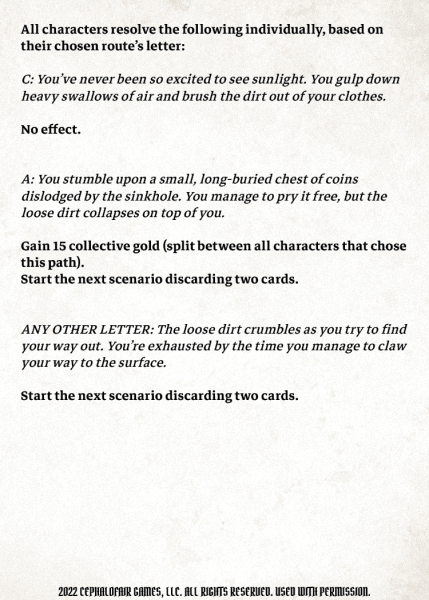 All characters resolve the following individually, based on
their chosen route's letter:
C: You've never been so excited to see sunlight. You gulp down
heavy swallows of air and brush the dirt out of your clothes.
No effect.
A: You stumble upon a small, long-buried chest of coins
dislodged by the sinkhole. You manage to pry it free, but the
loose dirt collapses on top of you.
Gain 15 collective gold (split between all characters that chose
this path).
Start the next scenario discarding two cards.
ANY OTHER LETTER: The loose dirt crumbles as you try to find
your way out. You're exhausted by the time you manage to claw
your way to the surface.
Start the next scenario discarding two cards.
2022 CEPHALOFAIR GAMES, LLC. ALL RIGHTS RESERVED. USED WITH PERMISSION.